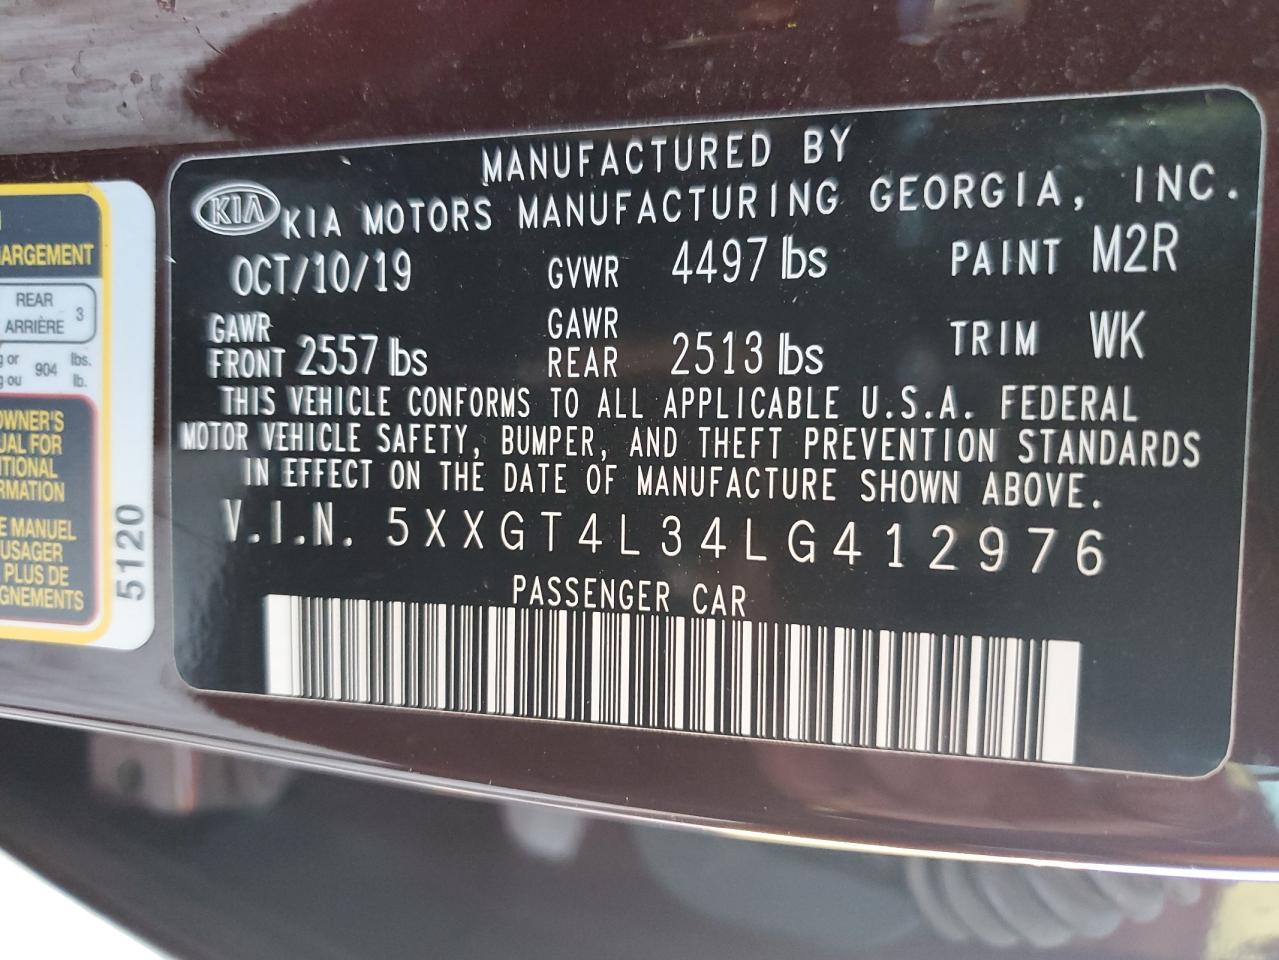 MANUFACTURED BY
KIA KIA MOTORS MANUFACTURING GEORGIA, INC.
OCT/10/19 GVWR 4497 lbs PAINT M2R
GAWR FRONT 2557 lbs GAWR REAR 2513 lbs TRIM WK
THIS VEHICLE CONFORMS TO ALL APPLICABLE U.S.A. FEDERAL
MOTOR VEHICLE SAFETY, BUMPER, AND THEFT PREVENTION STANDARDS
IN EFFECT ON THE DATE OF MANUFACTURE SHOWN ABOVE.
V.I.N. 5XXGT4L34LG412976
PASSENGER CAR
ARGEMENT
REAR
ARRIÈRE 3
g or 904 lbs.
g ou lb.
OWNER'S
UAL FOR
ITIONAL
RMATION
E MANUEL
USAGER
PLUS DE
GNEMENTS
5120